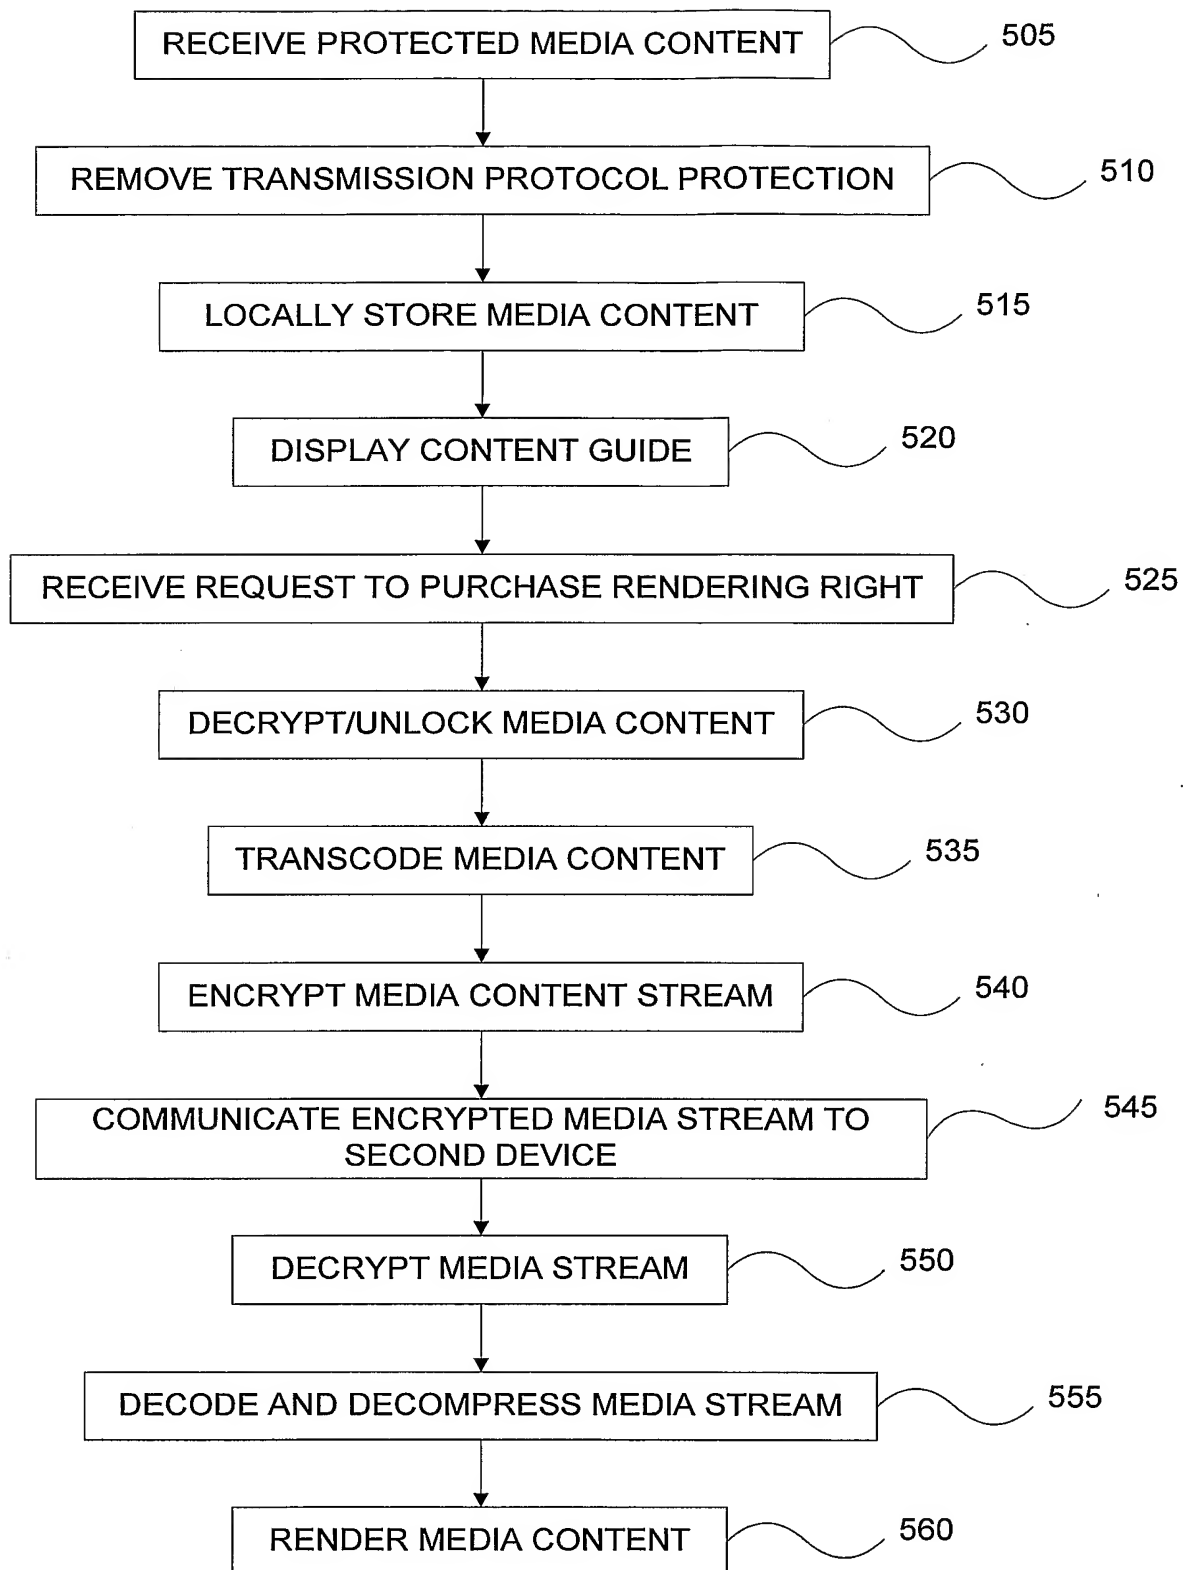 RECEIVE PROTECTED MEDIA CONTENT
505
REMOVE TRANSMISSION PROTOCOL PROTECTION
510
LOCALLY STORE MEDIA CONTENT
515
DISPLAY CONTENT GUIDE
520
RECEIVE REQUEST TO PURCHASE RENDERING RIGHT
525
DECRYPT/UNLOCK MEDIA CONTENT
530
TRANSCODE MEDIA CONTENT
535
ENCRYPT MEDIA CONTENT STREAM
540
COMMUNICATE ENCRYPTED MEDIA STREAM TO
SECOND DEVICE
545
DECRYPT MEDIA STREAM
550
DECODE AND DECOMPRESS MEDIA STREAM
555
RENDER MEDIA CONTENT
560